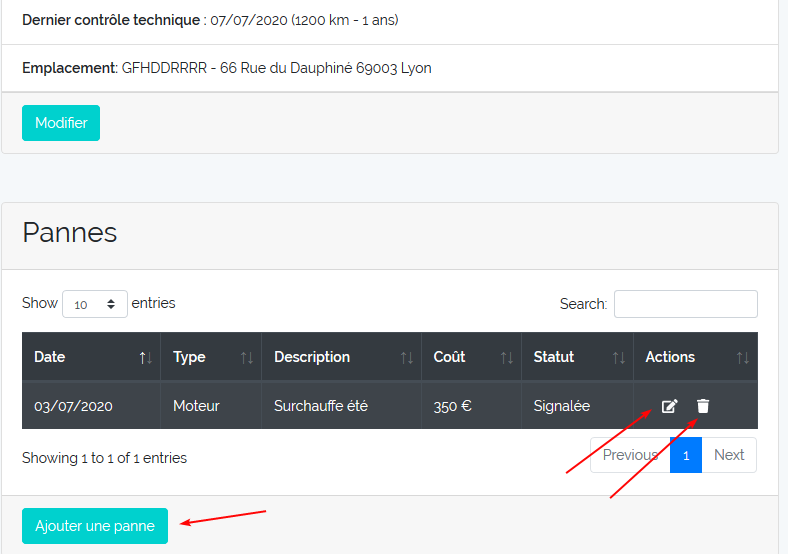 Dernier contrôle technique : 07/07/2020 (1200 km - 1 ans)
Emplacement: GFHDDRRRR - 66 Rue du Dauphiné 69003 Lyon
Modifier
Pannes
Show 10 entries Search:
Date Type Description Coût Statut Actions
03/07/2020 Moteur Surchauffe été 350 € Signalée
Showing 1 to 1 of 1 entries Previous 1 Next
Ajouter une panne